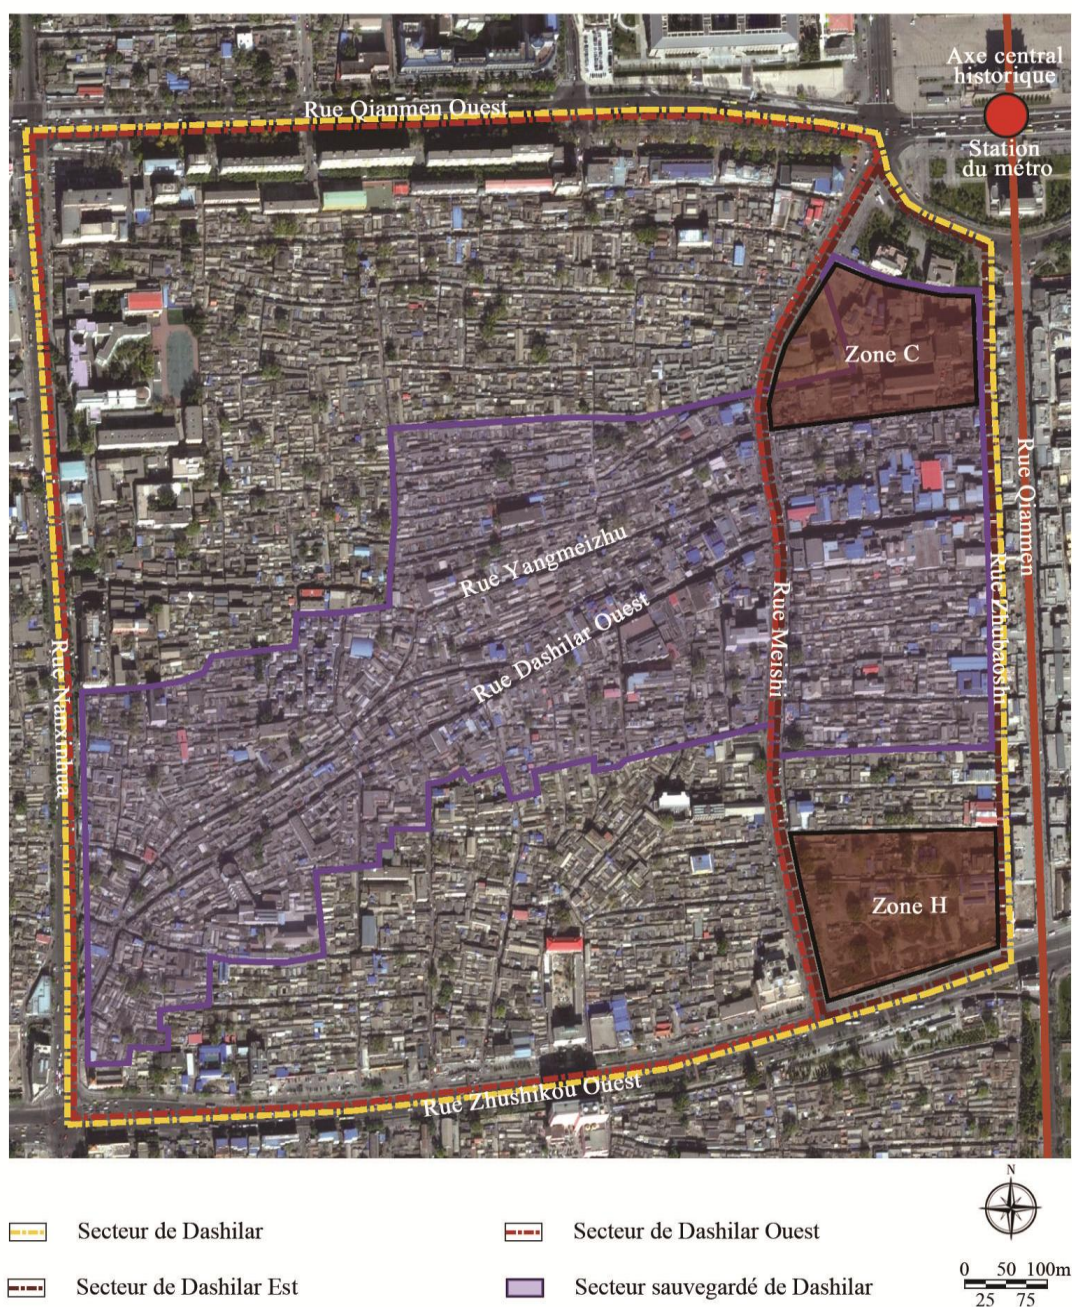 Axe central
historique
Rue Qianmen Ouest
Station
du métro
Zone C
Rue Qianmen
Rue Yangmeizhu
Rue Dashilar Ouest
Rue Meishi
Rue Zhubaoshi
Rue Nanxinhua
Zone H
Rue Zhushikou Ouest
N
Secteur de Dashilar
Secteur de Dashilar Ouest
Secteur de Dashilar Est
Secteur sauvegardé de Dashilar
0 50 100m
25 75